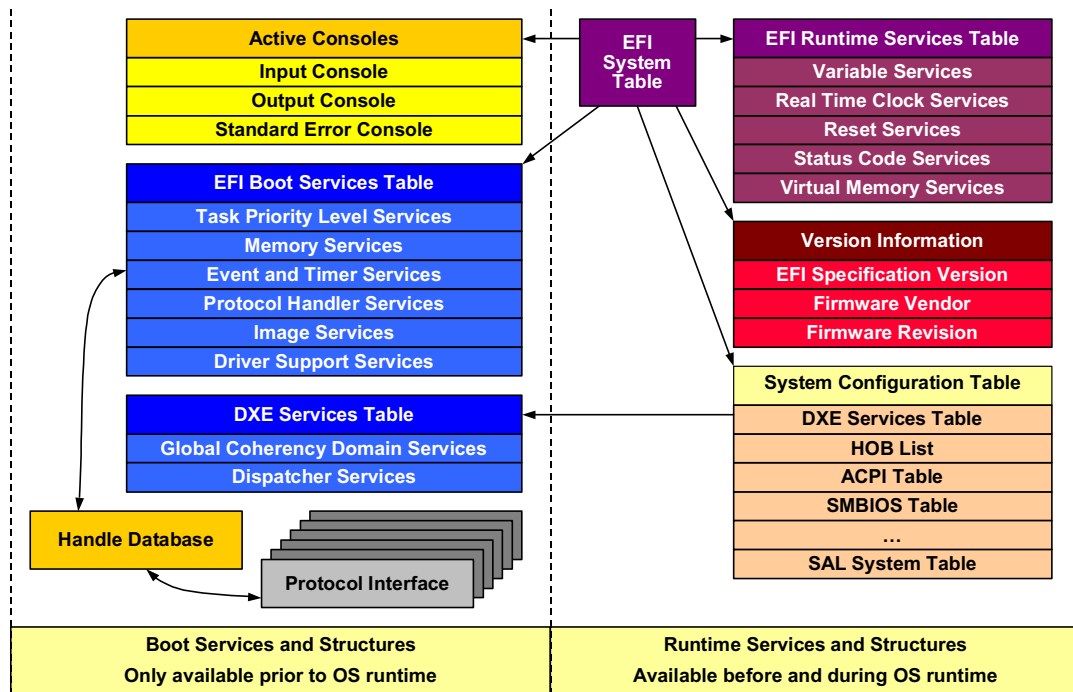 Active Consoles
Input Console
Output Console
Standard Error Console
EFI
System
Table
EFI Runtime Services Table
Variable Services
Real Time Clock Services
Reset Services
Status Code Services
Virtual Memory Services
EFI Boot Services Table
Task Priority Level Services
Memory Services
Event and Timer Services
Protocol Handler Services
Image Services
Driver Support Services
Version Information
EFI Specification Version
Firmware Vendor
Firmware Revision
DXE Services Table
Global Coherency Domain Services
Dispatcher Services
System Configuration Table
DXE Services Table
HOB List
ACPI Table
SMBIOS Table
…
SAL System Table
Handle Database
Protocol Interface
Boot Services and Structures
Only available prior to OS runtime
Runtime Services and Structures
Available before and during OS runtime